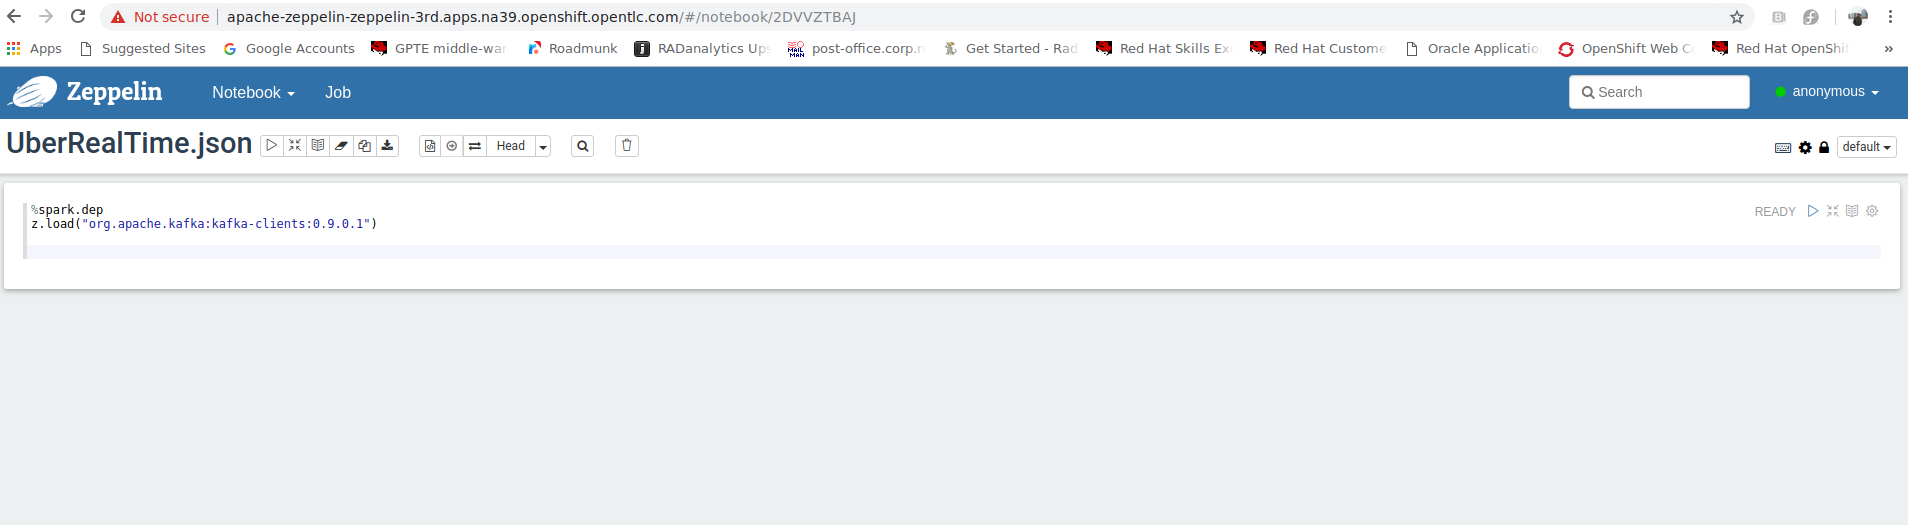 Not secure apache-zeppelin-zeppelin-3rd.apps.na39.openshift.opentlc.com/#/notebook/2DVVZTBAJ
Apps Suggested Sites Google Accounts GPTE middle-war Roadmunk RADanalytics Ups post-office.corp.r Get Started - Rad Red Hat Skills Ex Red Hat Custome Oracle Applicatio OpenShift Web C Red Hat OpenShif »
Zeppelin Notebook Job Search anonymous
UberRealTime.json Head default
%spark.dep
READY
z.load("org.apache.kafka:kafka-clients:0.9.0.1")